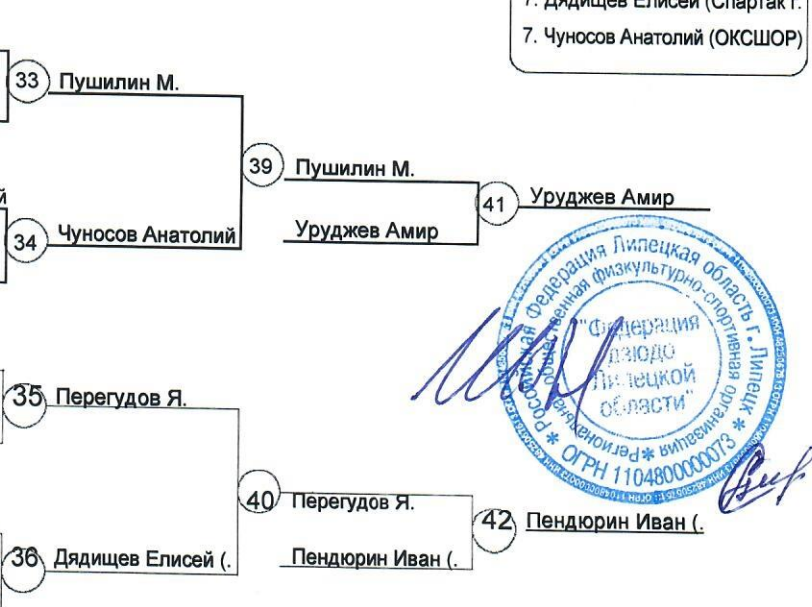 7. Дядищев Елисей (Спартак г.
7. Чуносов Анатолий (ОКСШОР)
33 Пушилин М.
39 Пушилин М.
41 Уруджев Амир
й
34 Чуносов Анатолий
Уруджев Амир
* Российская Федерация Липецкая область г. Липецк *
ОГРН 1104800000073
Региональная общественная физкультурно-спортивная организация *
"Федерация
дзюдо
Липецкой
области"
35 Перегудов Я.
40 Перегудов Я.
42 Пендюрин Иван (.
36 Дядищев Елисей (.
Пендюрин Иван (.